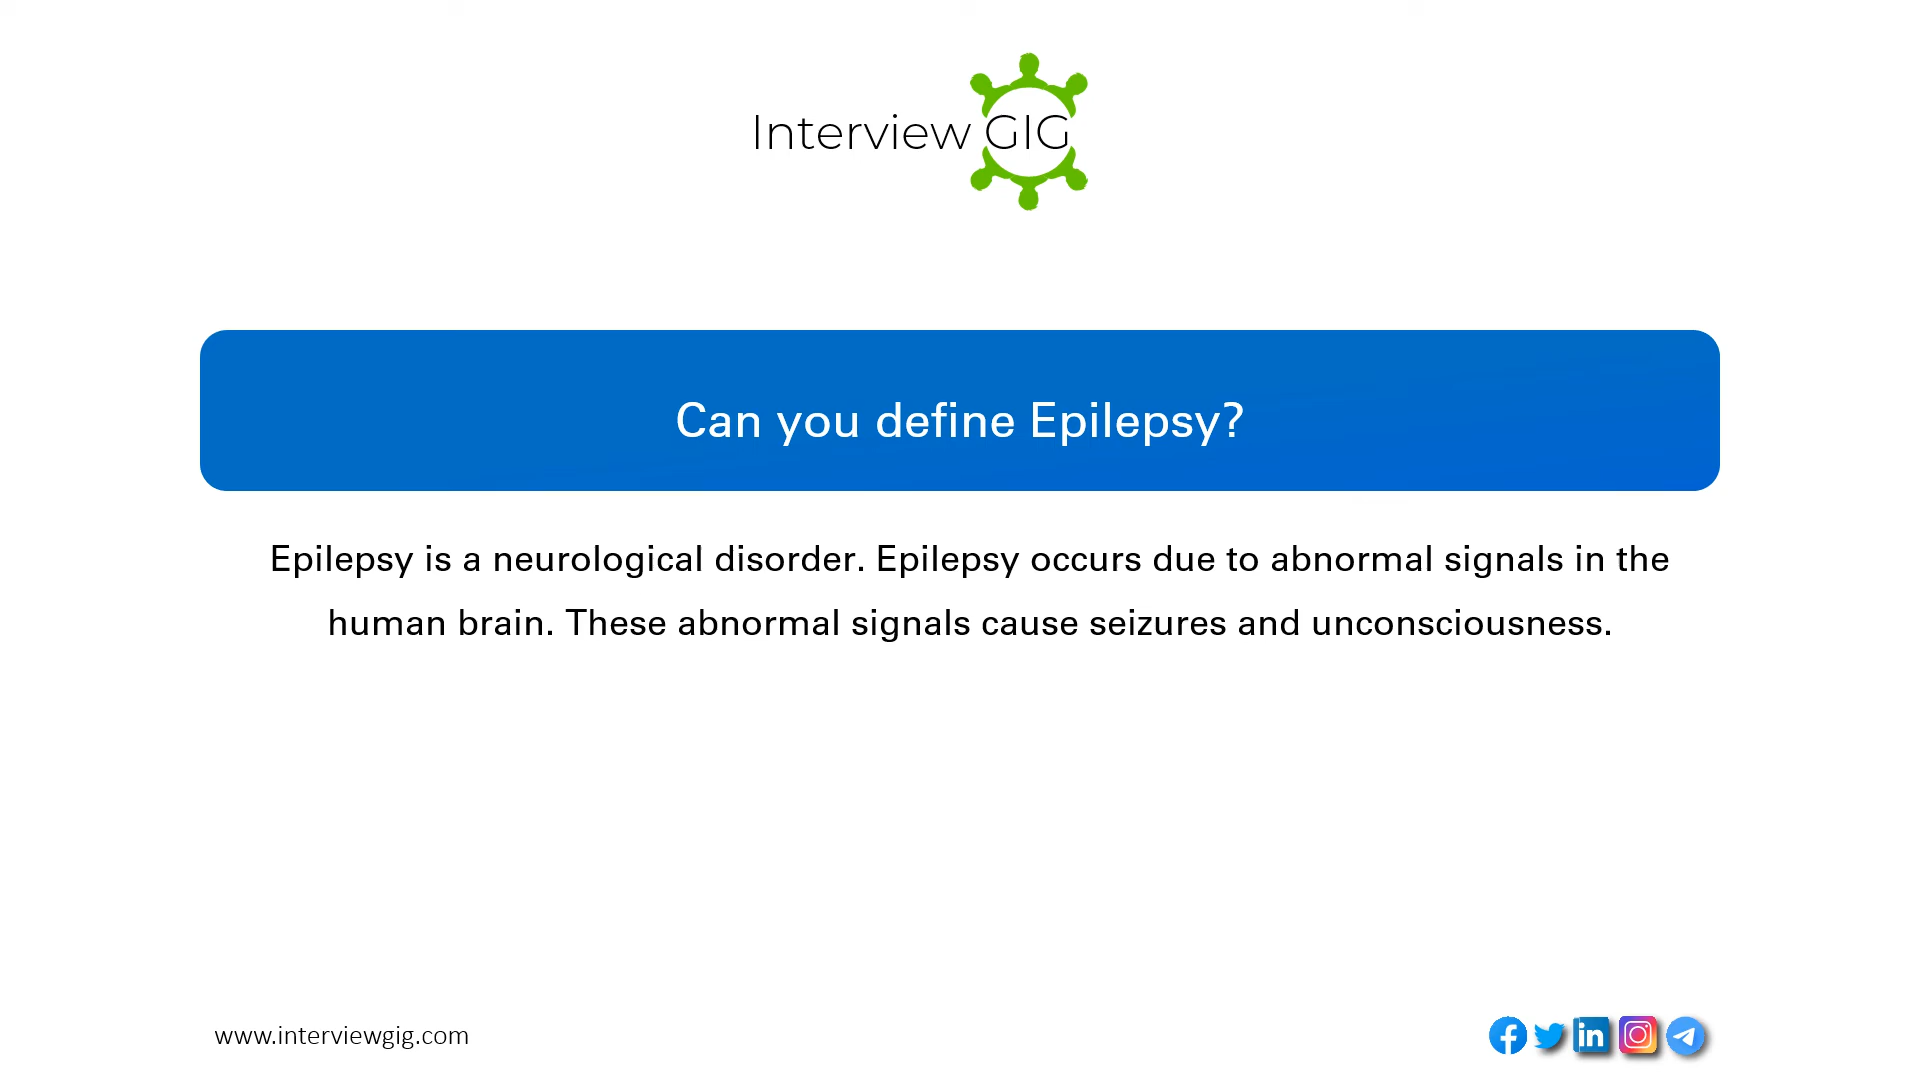 Interview GIG
Can you define Epilepsy?
Epilepsy is a neurological disorder. Epilepsy occurs due to abnormal signals in the
human brain. These abnormal signals cause seizures and unconsciousness.
www.interviewgig.com